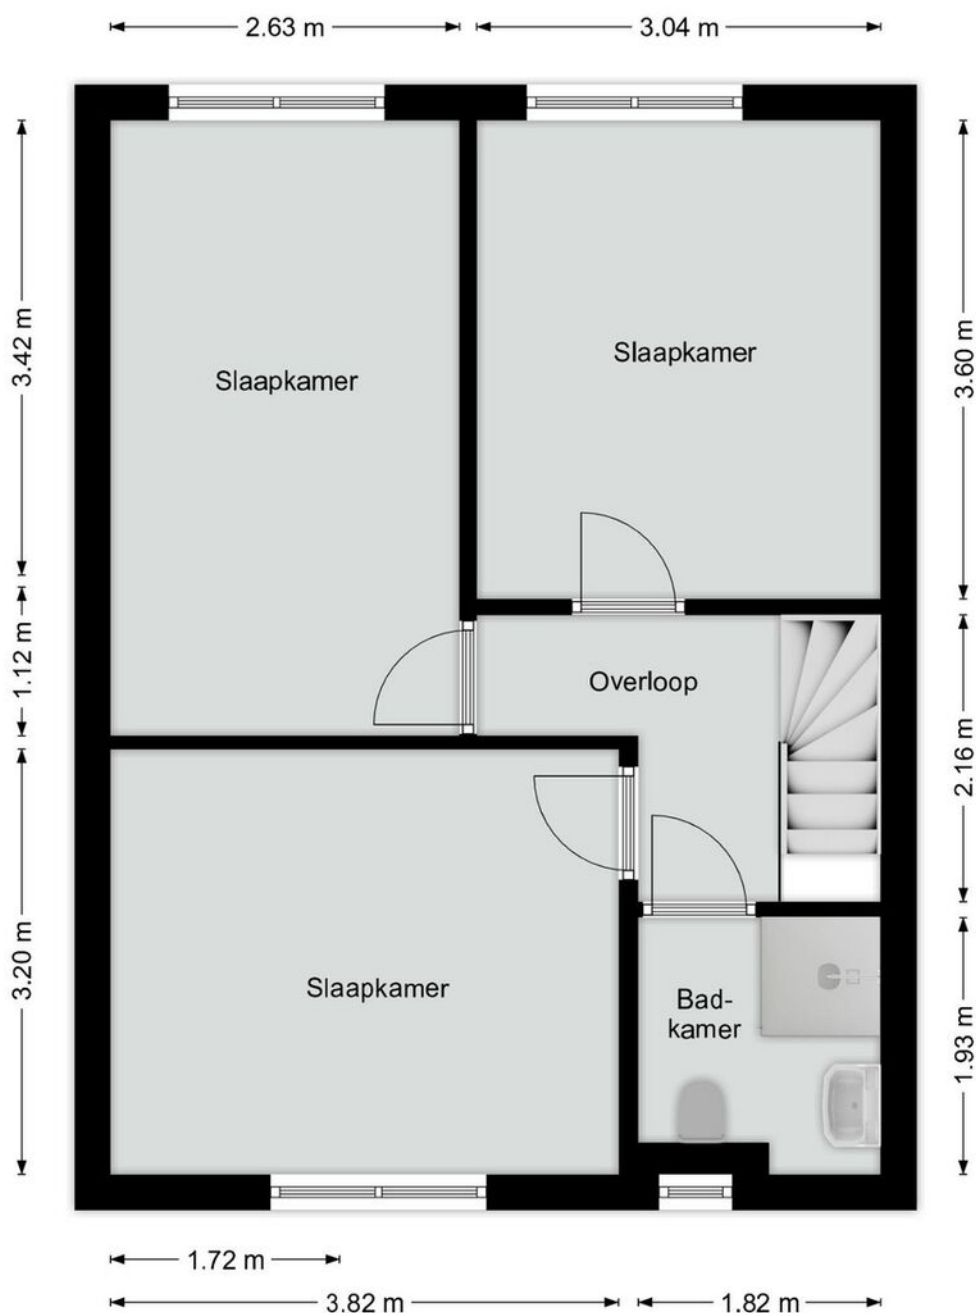 2.63 m
3.04 m
3.42 m
3.60 m
Slaapkamer
Slaapkamer
1.12 m
Overloop
2.16 m
3.20 m
Slaapkamer
Bad-
kamer
1.93 m
1.72 m
3.82 m
1.82 m